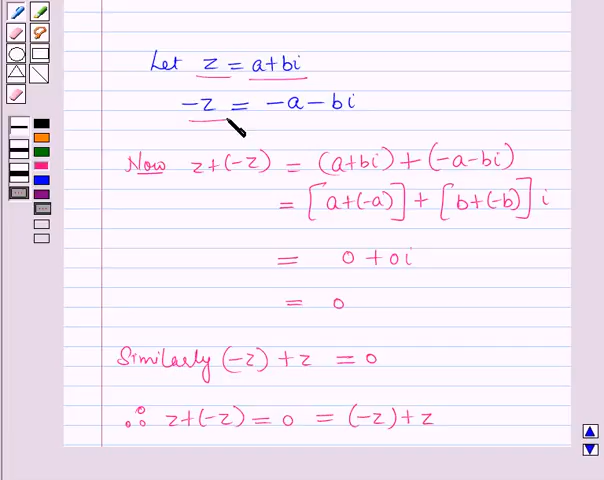 Let z = a+bi
-z = -a-bi
Now z+(-z) = (a+bi)+(-a-bi)
= [a+(-a)]+[b+(-b)]i
= 0+0i
= 0
Similarly (-z)+z = 0
∴ z+(-z)=0 = (-z)+z